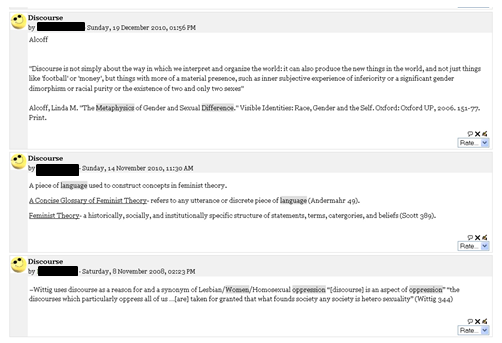 Discourse
by - Sunday, 19 December 2010, 01:56 PM
Alcoff
"Discourse is not simply about the way in which we interpret and organize the world: it can also produce the new things in the world, and not just things
like 'football' or 'money', but things with more of a material presence, such as inner subjective experience of inferiority or a significant gender
dimorphism or racial purity or the existence of two and only two sexes"
Alcoff, Linda M. "The Metaphysics of Gender and Sexual Difference." Visible Identities: Race, Gender and the Self. Oxford: Oxford UP, 2006. 151-77.
Print.
Rate...
Discourse
by - Sunday, 14 November 2010, 11:30 AM
A piece of language used to construct concepts in feminist theory.
A Concise Glossary of Feminist Theory- refers to any utterance or discrete piece of language (Andermahr 49).
Feminist Theory- a historically, socially, and institutionally specific structure of statements, terms, catergories, and beliefs (Scott 389).
Rate...
Discourse
by - Saturday, 8 November 2008, 02:23 PM
~Wittig uses discourse as a reason for and a synonym of Lesbian/Women/Homosexual oppression "[discourse] is an aspect of oppression" "the
discourses which particularly oppress all of us ...[are] taken for granted that what founds society any society is hetero sexuality" (Wittig 344)
Rate...